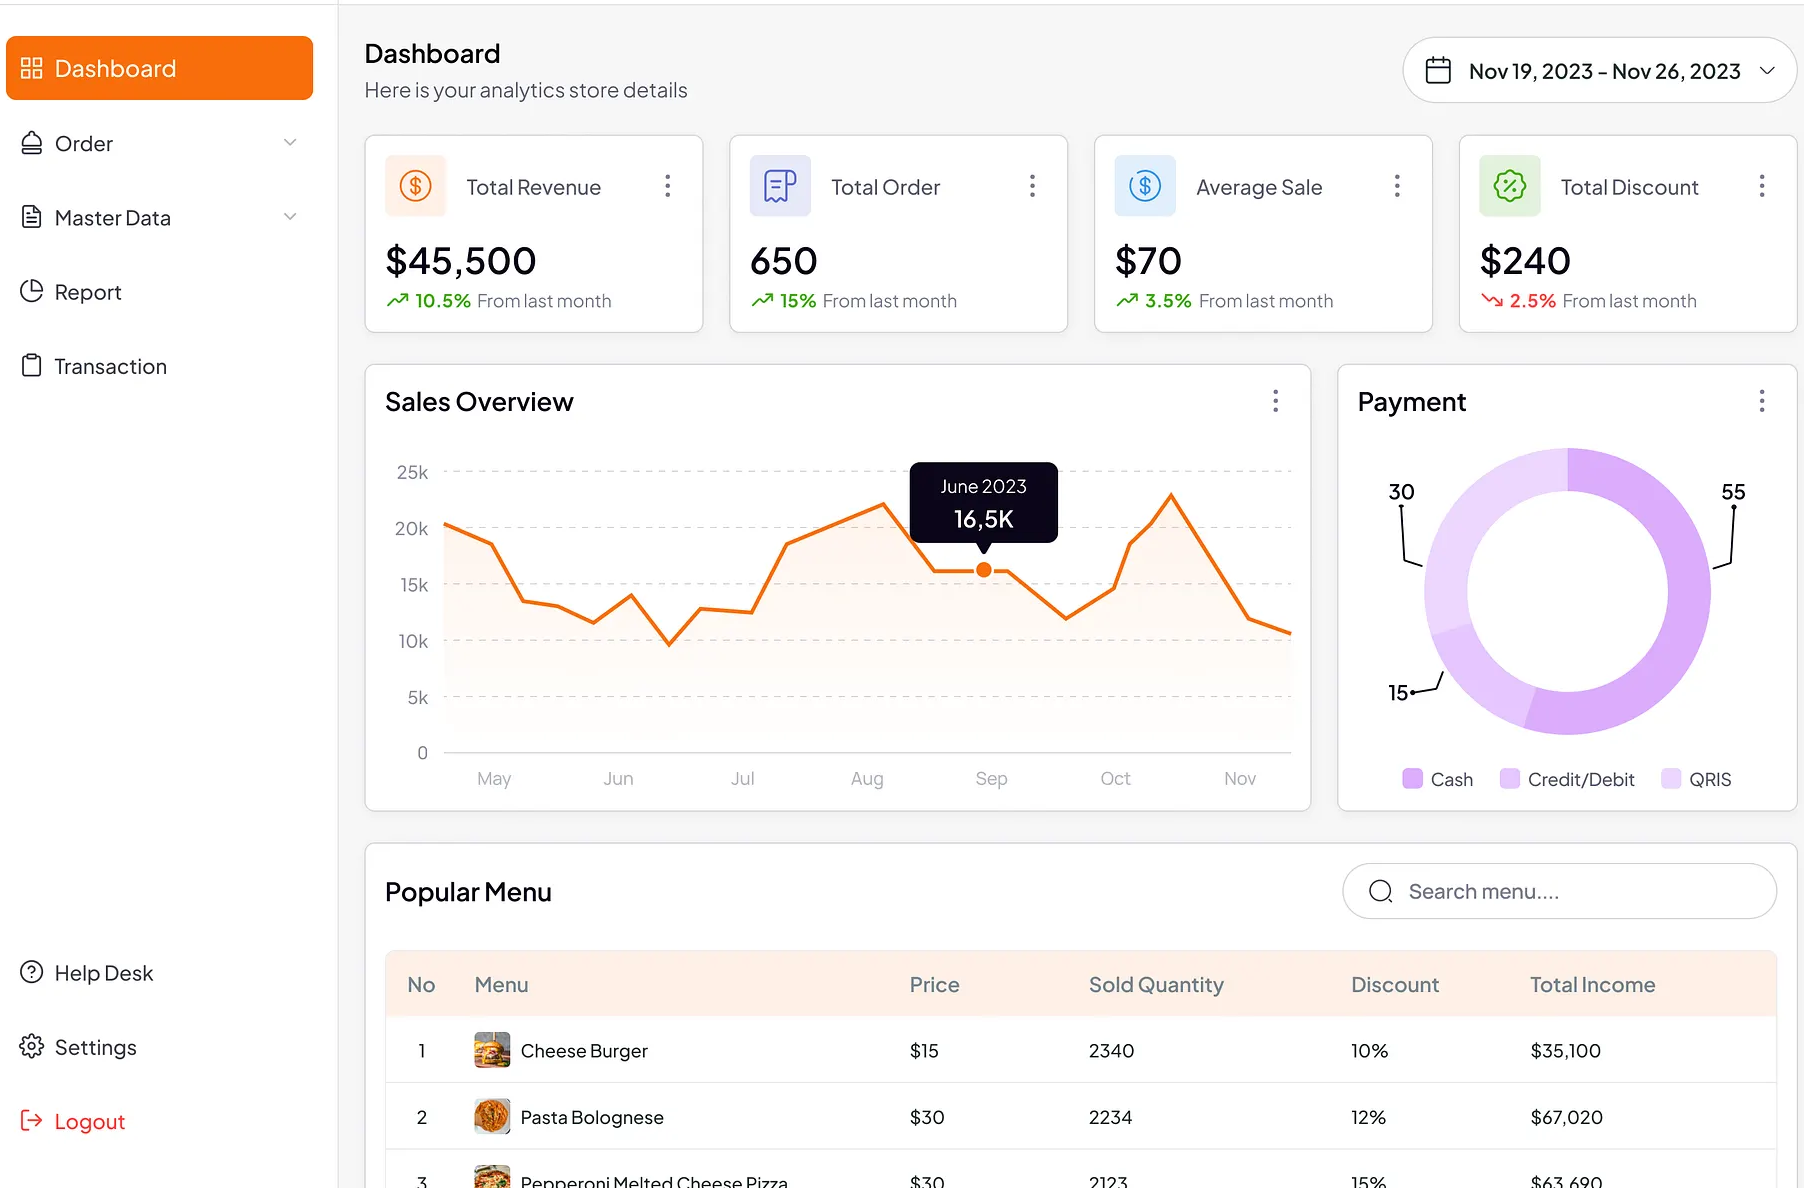 Dashboard
Order
Master Data
Report
Transaction
Help Desk
Settings
Logout
Dashboard
Here is your analytics store details
Nov 19, 2023 - Nov 26, 2023
Total Revenue
$45,500
10.5% From last month
Total Order
650
15% From last month
Average Sale
$70
3.5% From last month
Total Discount
$240
2.5% From last month
Sales Overview
25k
20k
15k
10k
5k
0
June 2023
16,5K
May Jun Jul Aug Sep Oct Nov
Payment
30
55
15
Cash Credit/Debit QRIS
Popular Menu
Search menu....
No Menu Price Sold Quantity Discount Total Income
1 Cheese Burger $15 2340 10% $35,100
2 Pasta Bolognese $30 2234 12% $67,020
3 Pepperoni Melted Cheese Pizza $30 2123 15% $63,690